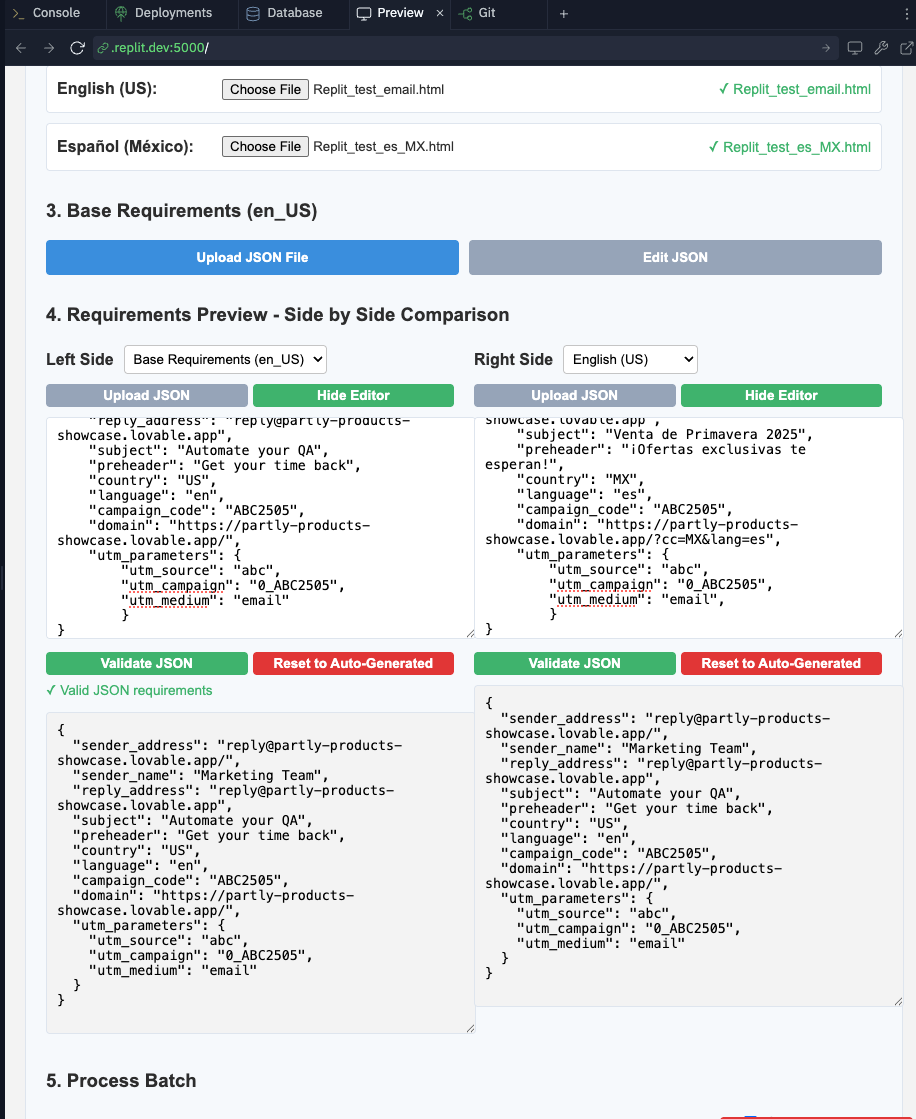 Console
Deployments
Database
Preview ×
Git
+
.replit.dev:5000/
English (US):
Choose File Replit_test_email.html
✓ Replit_test_email.html
Español (México):
Choose File Replit_test_es_MX.html
✓ Replit_test_es_MX.html
3. Base Requirements (en_US)
Upload JSON File
Edit JSON
4. Requirements Preview - Side by Side Comparison
Left Side Base Requirements (en_US)
Upload JSON
Hide Editor
"reply_address": "reply@partly-products-
showcase.lovable.app",
"subject": "Automate your QA",
"preheader": "Get your time back",
"country": "US",
"language": "en",
"campaign_code": "ABC2505",
"domain": "https://partly-products-
showcase.lovable.app/",
"utm_parameters": {
"utm_source": "abc",
"utm_campaign": "0_ABC2505",
"utm_medium": "email"
}
}
Validate JSON
Reset to Auto-Generated
✓ Valid JSON requirements
{
"sender_address": "reply@partly-products-
showcase.lovable.app/",
"sender_name": "Marketing Team",
"reply_address": "reply@partly-products-
showcase.lovable.app",
"subject": "Automate your QA",
"preheader": "Get your time back",
"country": "US",
"language": "en",
"campaign_code": "ABC2505",
"domain": "https://partly-products-
showcase.lovable.app/",
"utm_parameters": {
"utm_source": "abc",
"utm_campaign": "0_ABC2505",
"utm_medium": "email"
}
}
Right Side English (US)
Upload JSON
Hide Editor
showcase.lovable.app",
"subject": "Venta de Primavera 2025",
"preheader": "¡Ofertas exclusivas te
esperan!",
"country": "MX",
"language": "es",
"campaign_code": "ABC2505",
"domain": "https://partly-products-
showcase.lovable.app/?cc=MX&lang=es",
"utm_parameters": {
"utm_source": "abc",
"utm_campaign": "0_ABC2505",
"utm_medium": "email",
}
}
Validate JSON
Reset to Auto-Generated
{
"sender_address": "reply@partly-products-
showcase.lovable.app/",
"sender_name": "Marketing Team",
"reply_address": "reply@partly-products-
showcase.lovable.app",
"subject": "Automate your QA",
"preheader": "Get your time back",
"country": "US",
"language": "en",
"campaign_code": "ABC2505",
"domain": "https://partly-products-
showcase.lovable.app/",
"utm_parameters": {
"utm_source": "abc",
"utm_campaign": "0_ABC2505",
"utm_medium": "email"
}
}
5. Process Batch